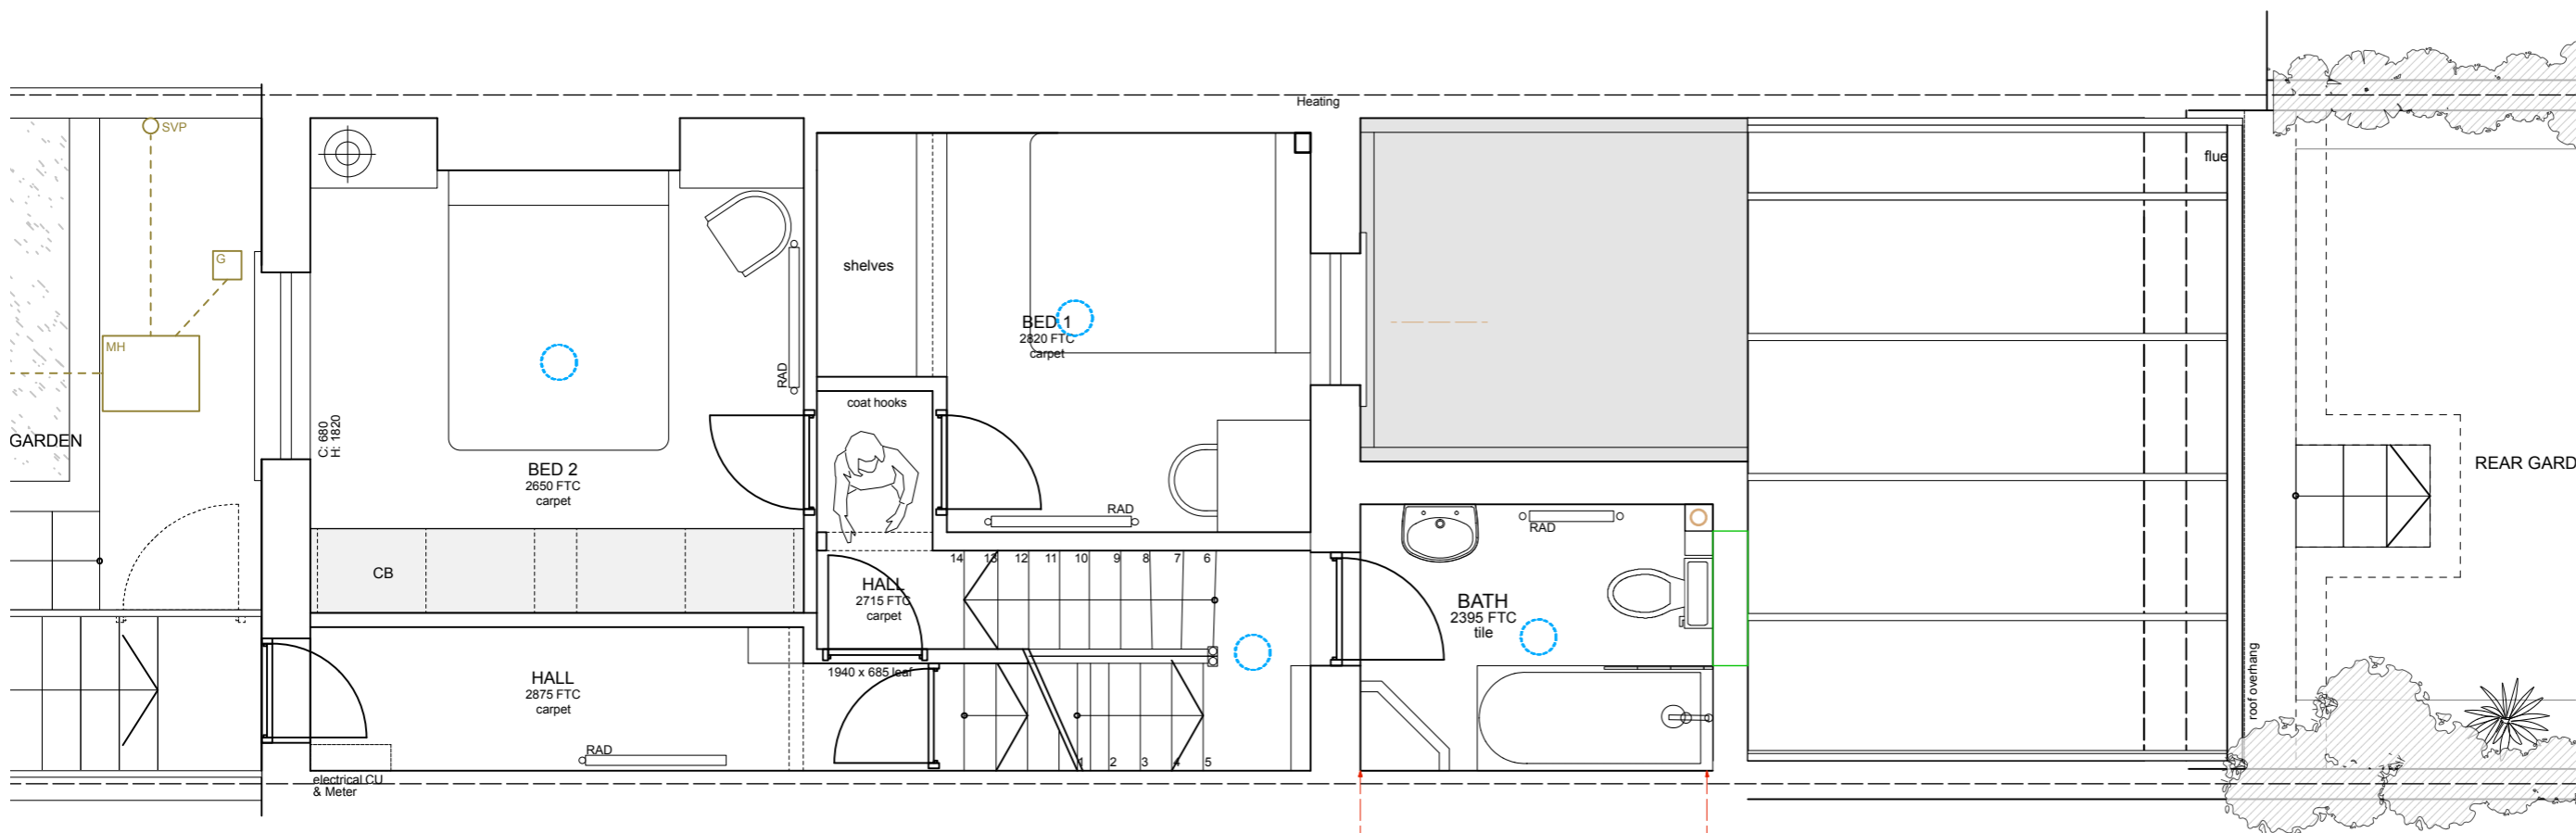 Heating
SVP
flue
G
shelves
MH
BED 1
2820 FTC
carpet
RAD
coat hooks
C: 680
H: 1820
GARDEN
BED 2
2650 FTC
carpet
REAR GARD
RAD
RAD
CB
14
13
12
11
10
9
8
7
6
HALL
2715 FTC
carpet
BATH
2395 FTC
tile
1940 x 685 leaf
HALL
2875 FTC
carpet
roof overhang
RAD
1
2
3
4
5
electrical CU
& Meter